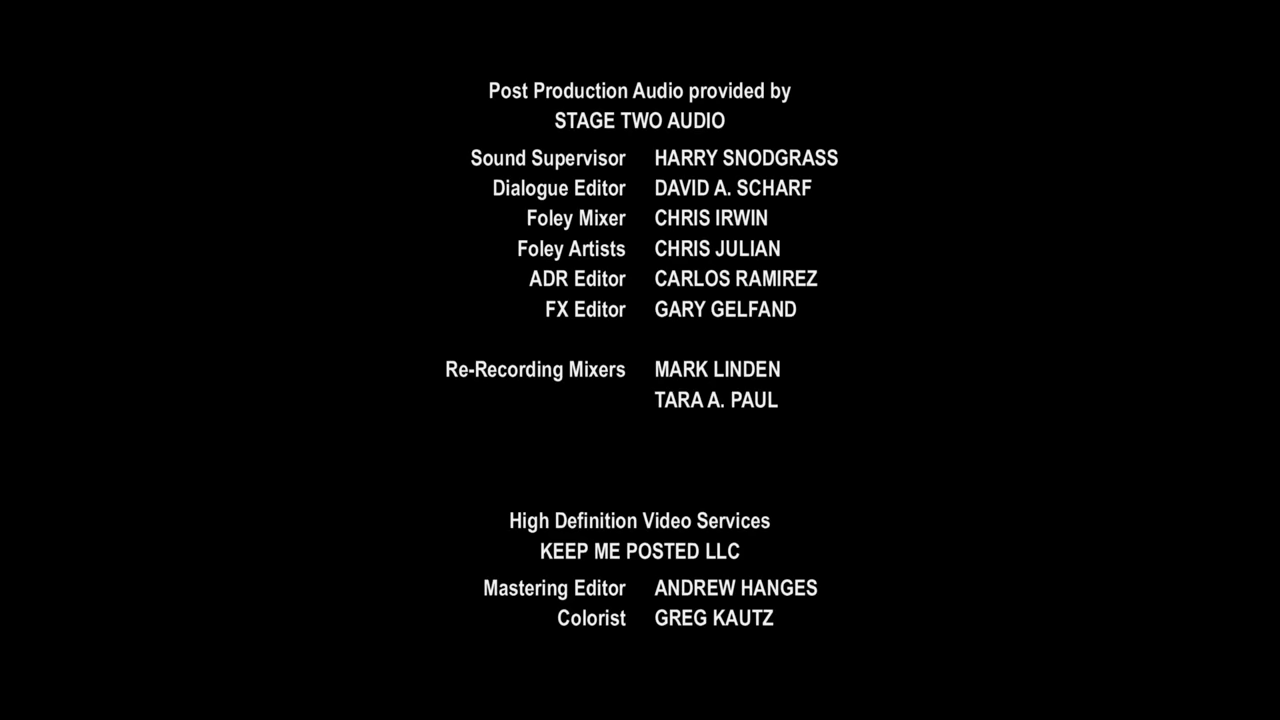 Post Production Audio provided by
STAGE TWO AUDIO
Sound Supervisor HARRY SNODGRASS
Dialogue Editor DAVID A. SCHARF
Foley Mixer CHRIS IRWIN
Foley Artists CHRIS JULIAN
ADR Editor CARLOS RAMIREZ
FX Editor GARY GELFAND
Re-Recording Mixers MARK LINDEN
TARA A. PAUL
High Definition Video Services
KEEP ME POSTED LLC
Mastering Editor ANDREW HANGES
Colorist GREG KAUTZ